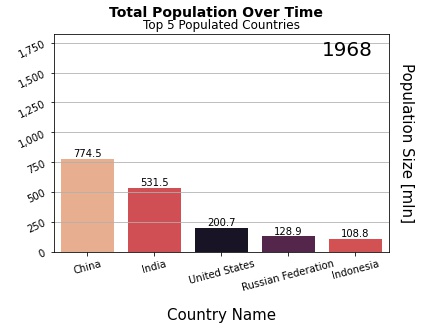 Total Population Over Time
Top 5 Populated Countries
1968
1,750
1,500
1,250
1,000
750
500
250
0
Population Size [mln]
774.5
531.5
200.7
128.9
108.8
China
India
United States
Russian Federation
Indonesia
Country Name